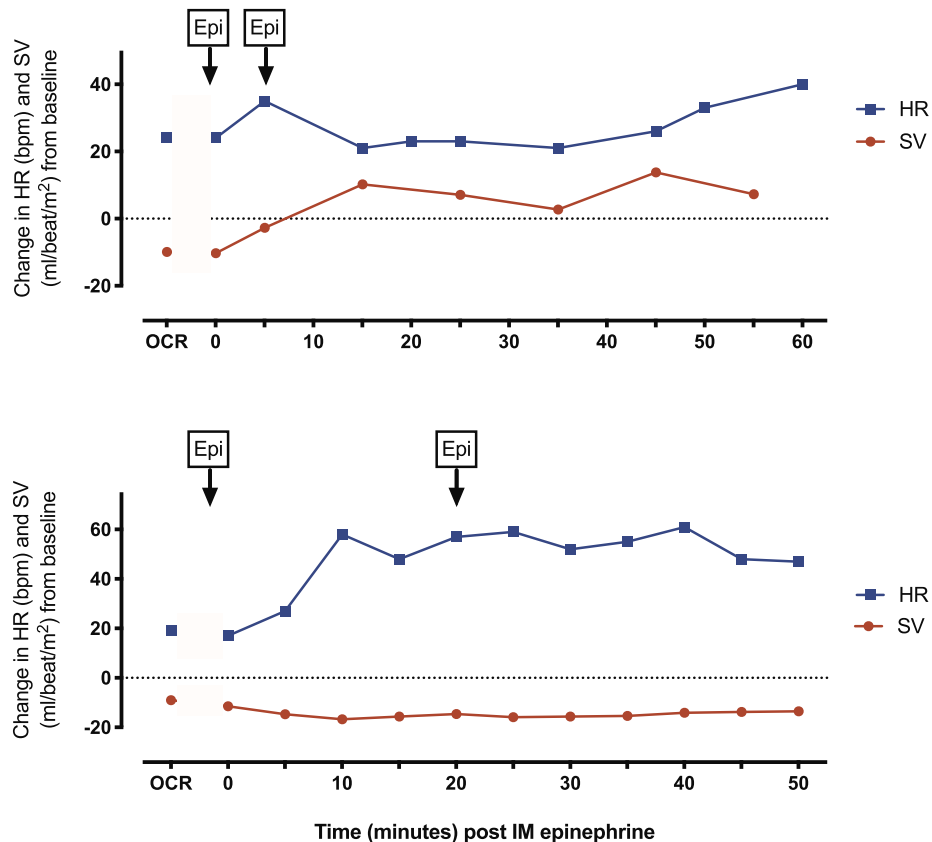 Epi Epi
Change in HR (bpm) and SV
(ml/beat/m²) from baseline
40
20
0
-20
HR
SV
OCR 0 10 20 30 40 50 60
Epi Epi
Change in HR (bpm) and SV
(ml/beat/m²) from baseline
60
40
20
0
-20
HR
SV
OCR 0 10 20 30 40 50
Time (minutes) post IM epinephrine